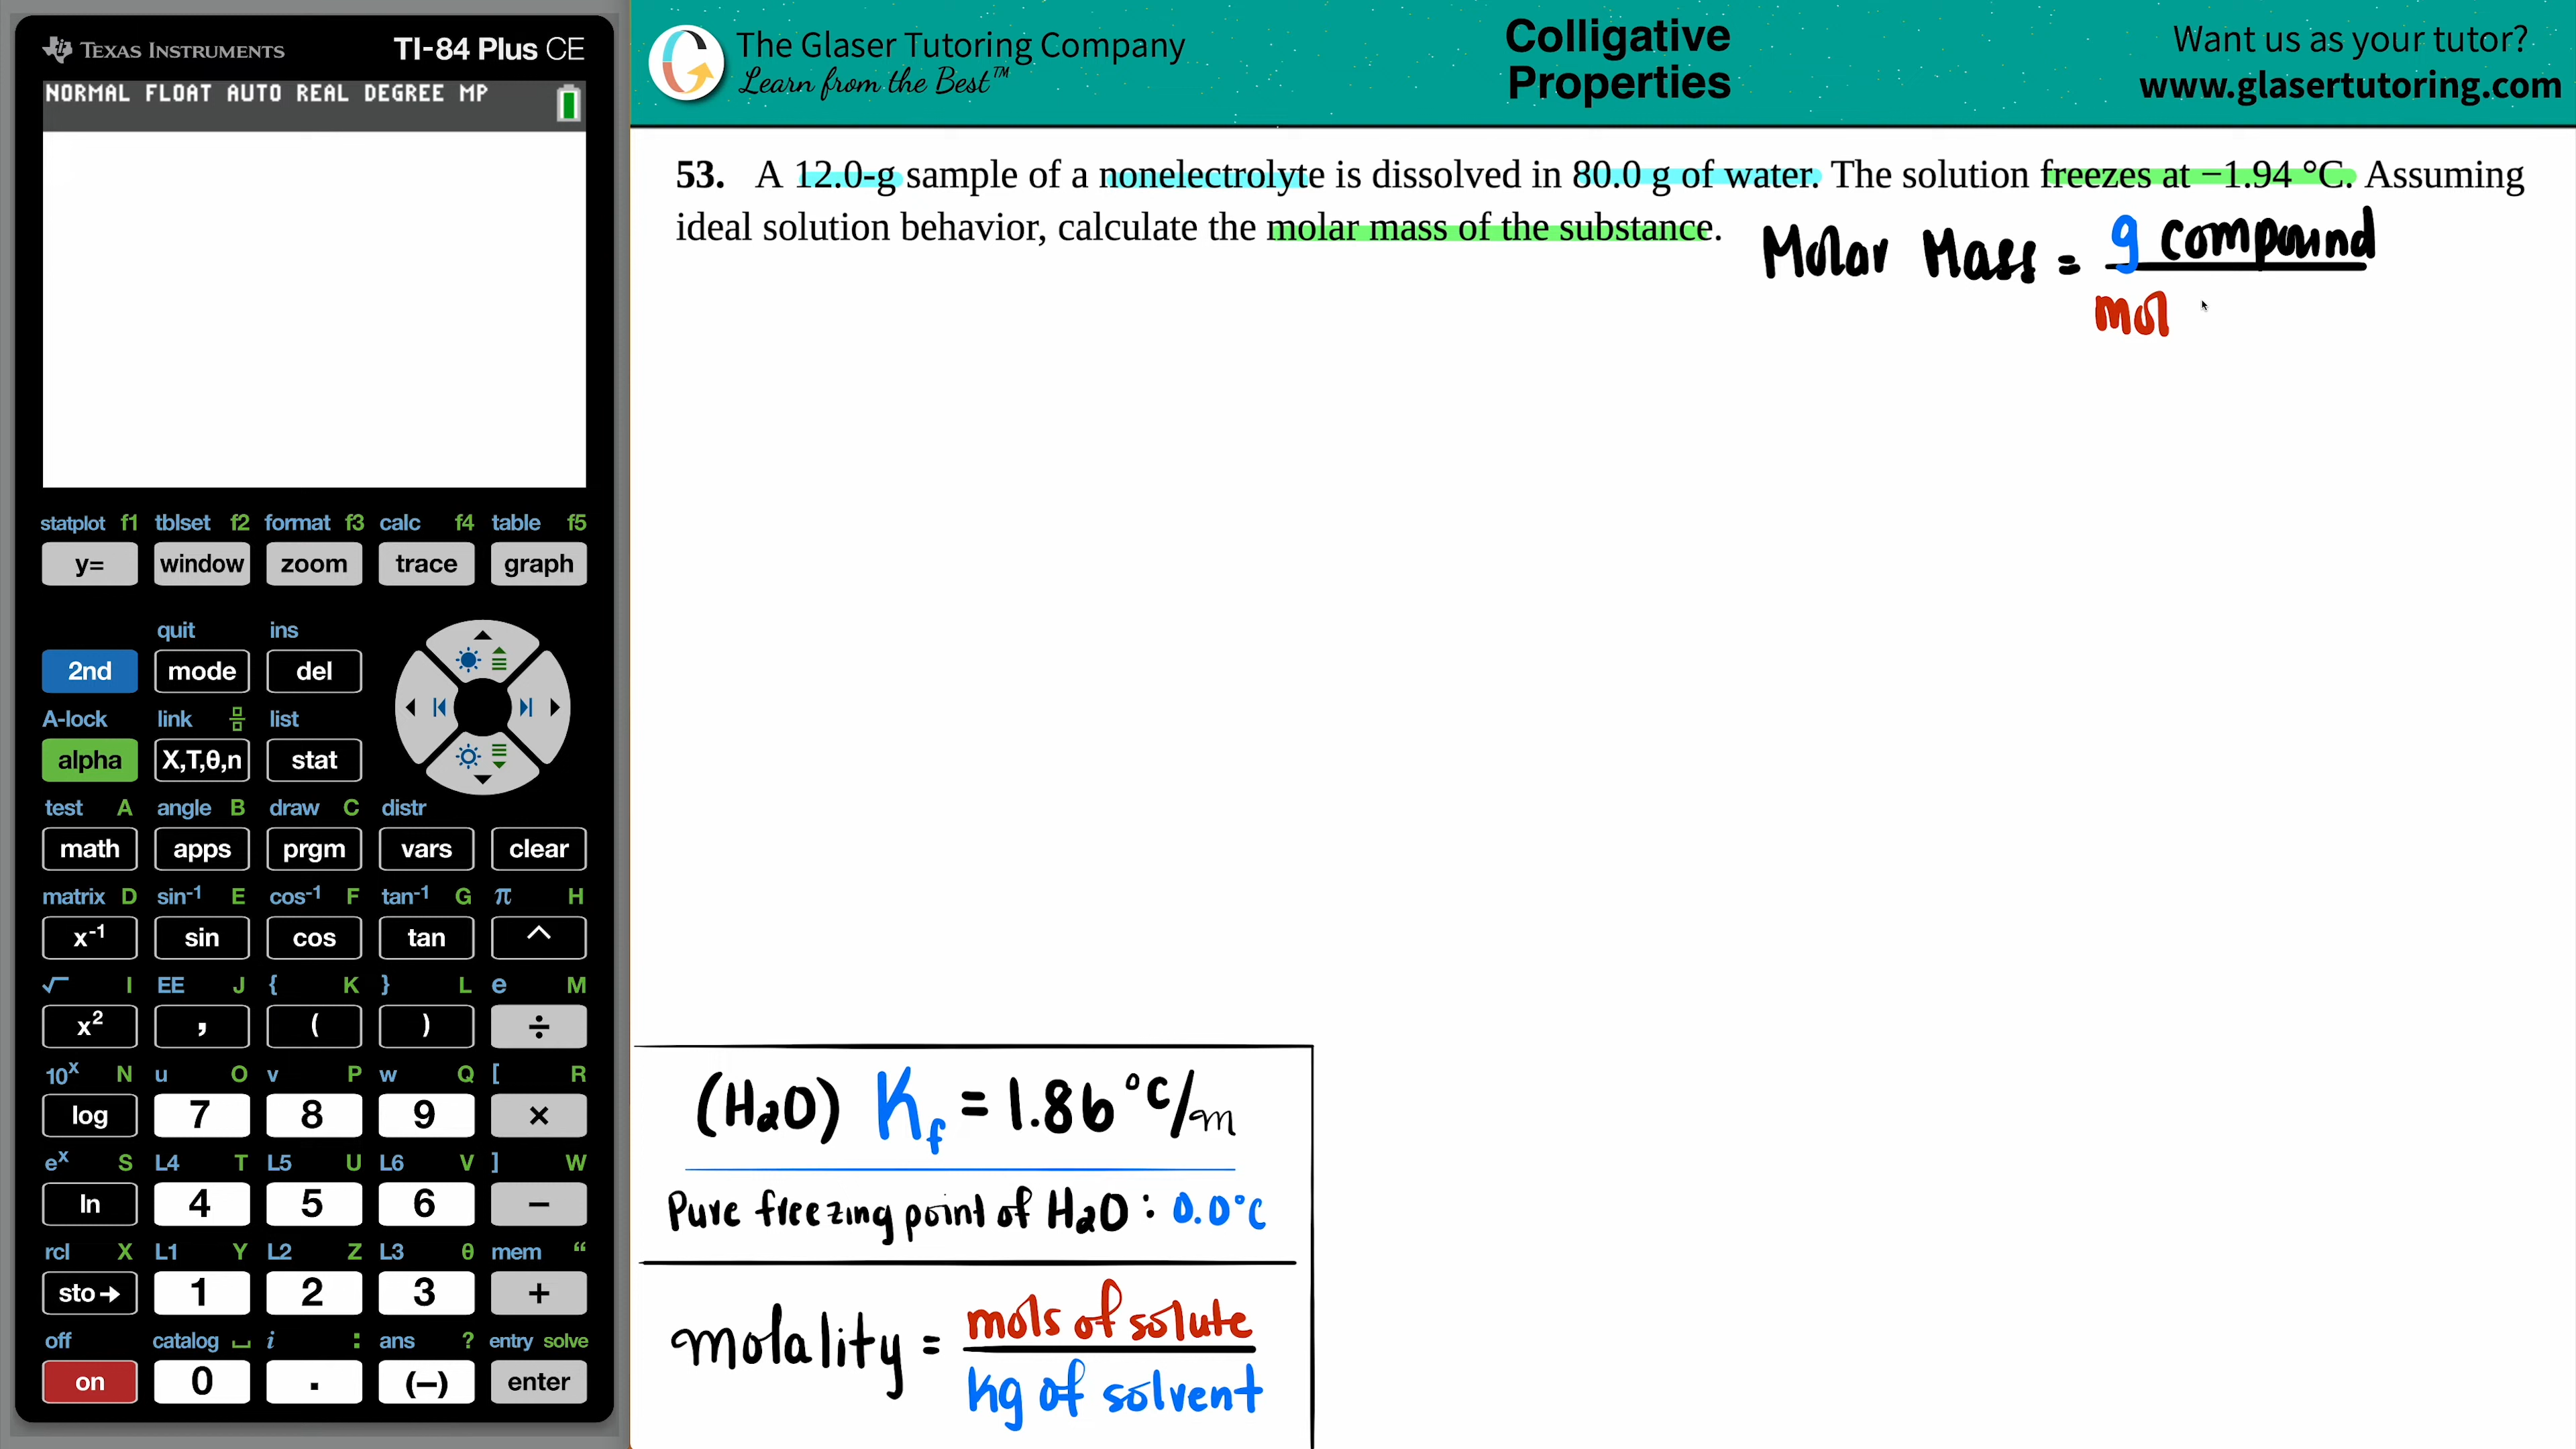 TEXAS INSTRUMENTS TI-84 Plus CE
NORMAL FLOAT AUTO REAL DEGREE MP
statplot f1 tblset f2 format f3 calc f4 table f5
y= window zoom trace graph
quit ins
2nd mode del
A-lock link list
alpha X,T,θ,n stat
test A angle B draw C distr
math apps prgm vars clear
matrix D sin-1 E cos-1 F tan-1 G π H
x-1 sin cos tan ^
√ I EE J { K } L e M
x² , ( ) ÷
10ˣ N u O v P w Q [ R
log 7 8 9 ×
eˣ S L4 T L5 U L6 V ] W
ln 4 5 6 −
rcl X L1 Y L2 Z L3 θ mem “
sto→ 1 2 3 +
off catalog ⎵ i : ans ? entry solve
on 0 . (−) enter
The Glaser Tutoring Company
Learn from the Best™
Colligative
Properties
Want us as your tutor?
www.glasertutoring.com
53. A 12.0-g sample of a nonelectrolyte is dissolved in 80.0 g of water. The solution freezes at −1.94 °C. Assuming
ideal solution behavior, calculate the molar mass of the substance.
Molar Mass = g compound
mol
(H2O) Kf = 1.86 °C/m
Pure freezing point of H2O : 0.0°C
molality = mols of solute
kg of solvent